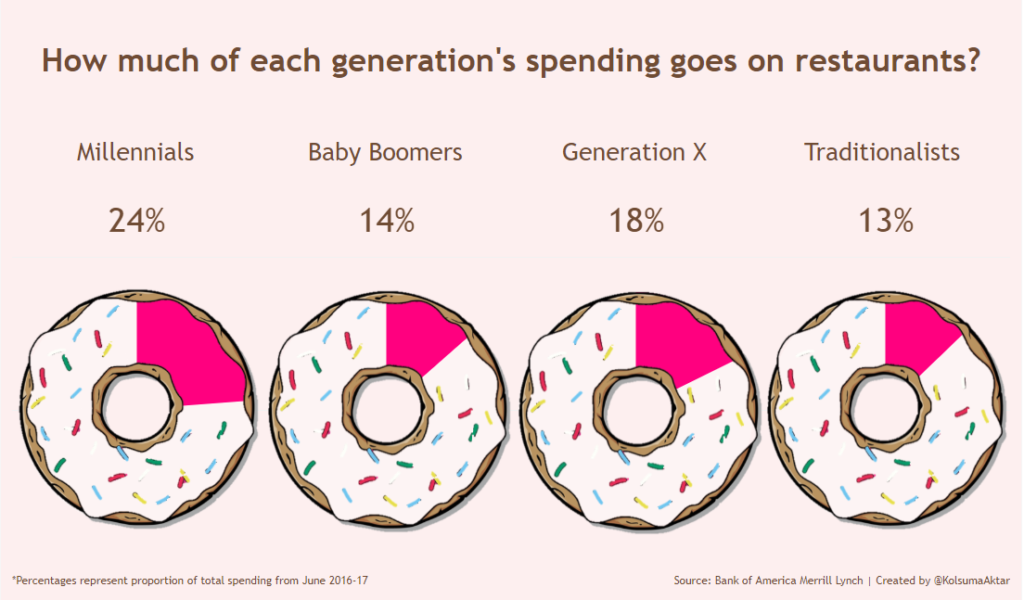 How much of each generation's spending goes on restaurants?
Millennials
Baby Boomers
Generation X
Traditionalists
24%
14%
18%
13%
*Percentages represent proportion of total spending from June 2016-17
Source: Bank of America Merrill Lynch | Created by @KolsumaAktar